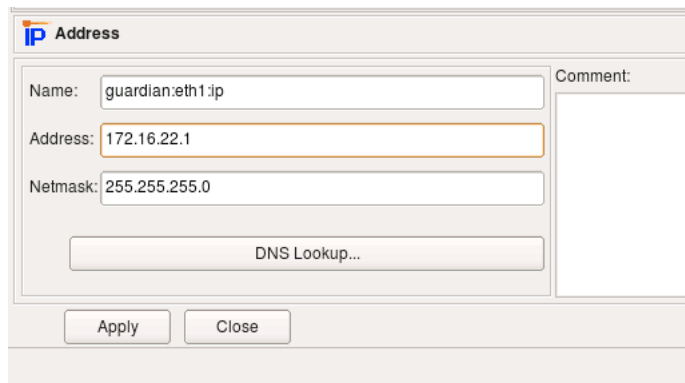 IP Address
Name: guardian:eth1:ip
Comment:
Address: 172.16.22.1
Netmask: 255.255.255.0
DNS Lookup...
Apply Close